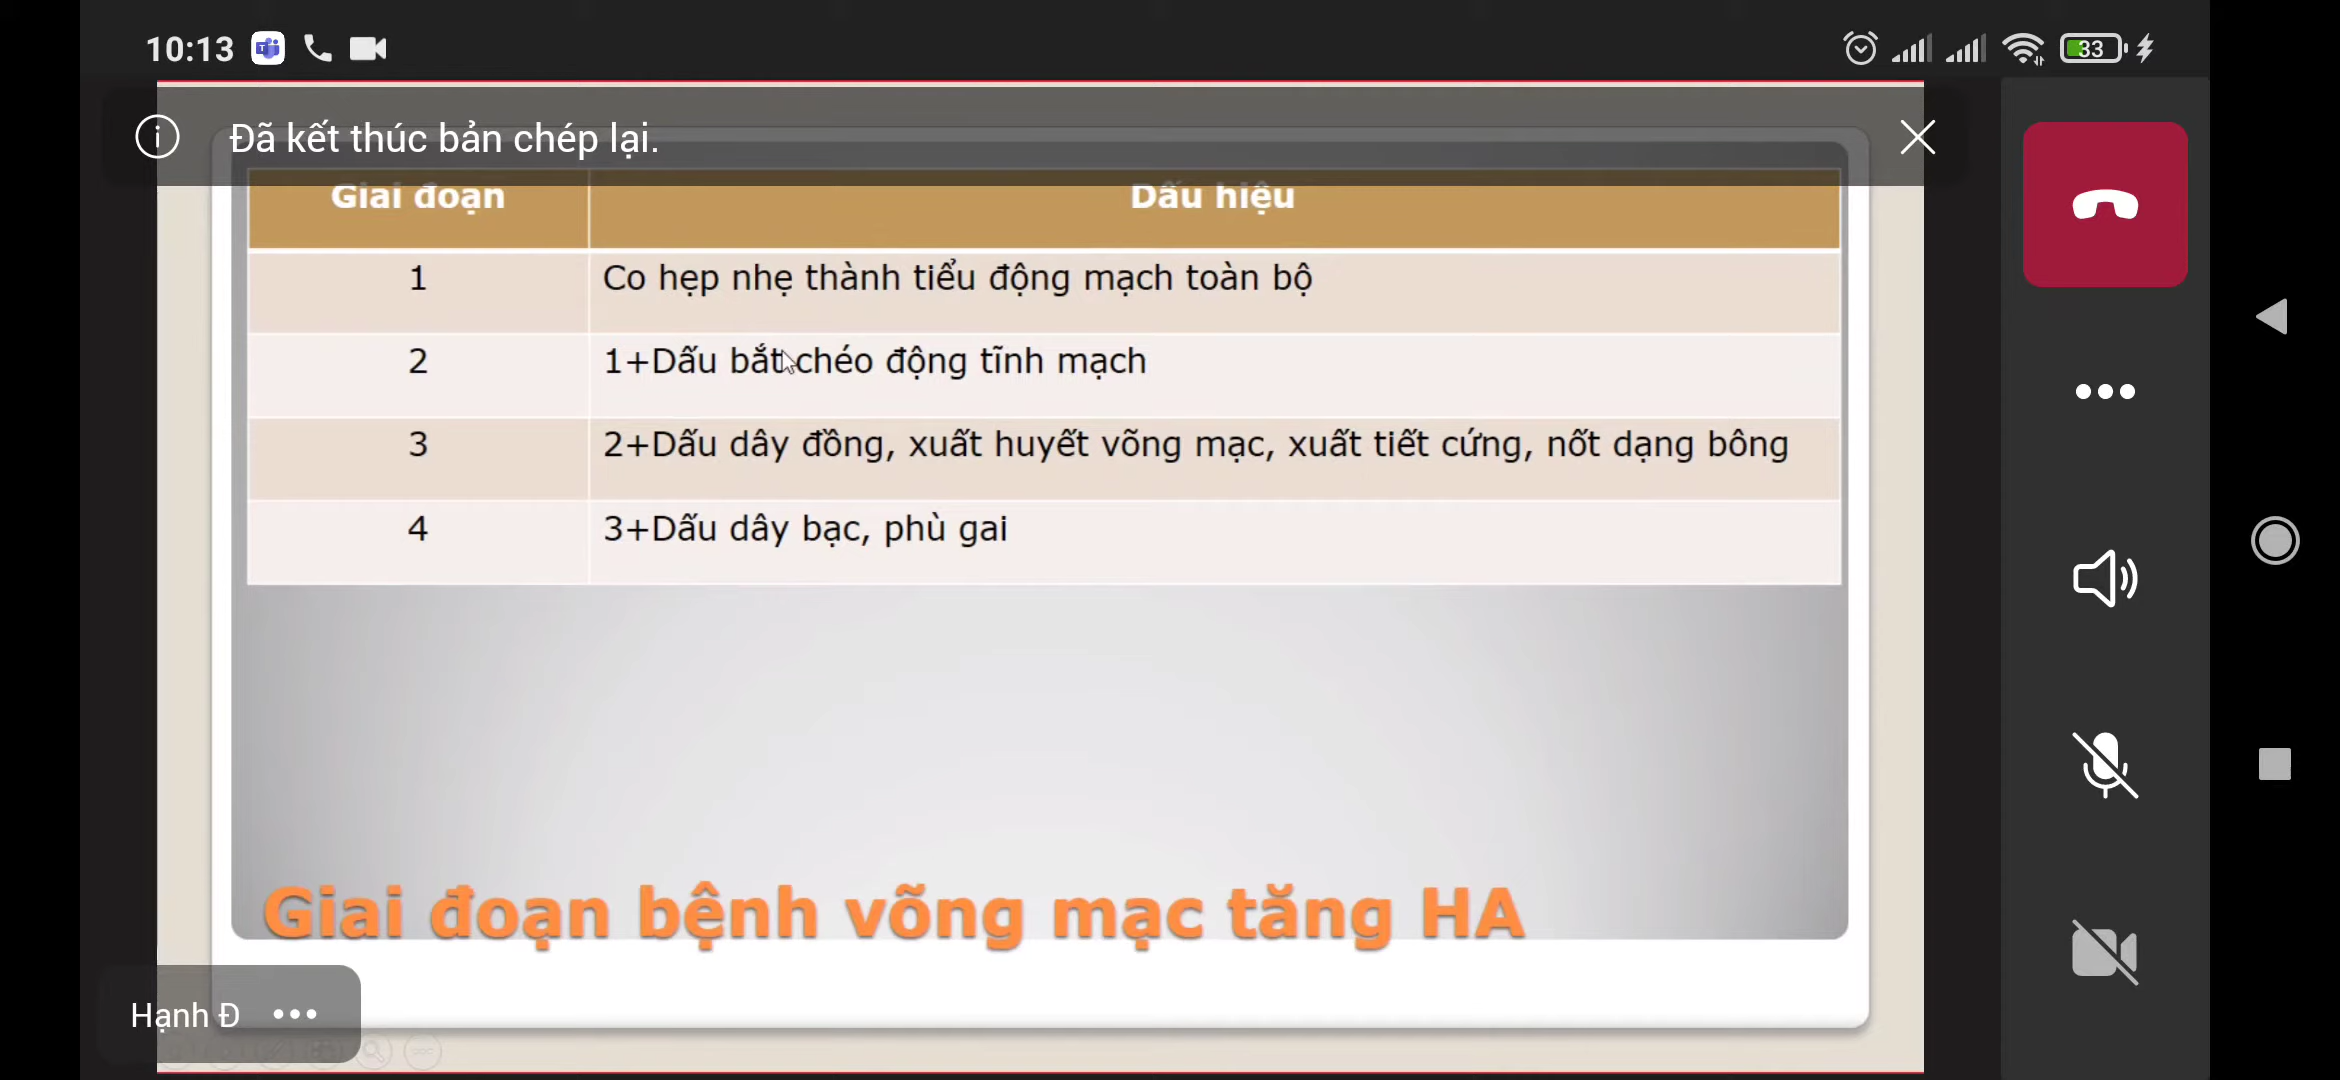 10:13
33
Đã kết thúc bản chép lại.
Giai đoạn Dấu hiệu
1 Co hẹp nhẹ thành tiểu động mạch toàn bộ
2 1+Dấu bắt chéo động tĩnh mạch
3 2+Dấu dây đồng, xuất huyết võng mạc, xuất tiết cứng, nốt dạng bông
4 3+Dấu dây bạc, phù gai
Giai đoạn bệnh võng mạc tăng HA
Hạnh Đ